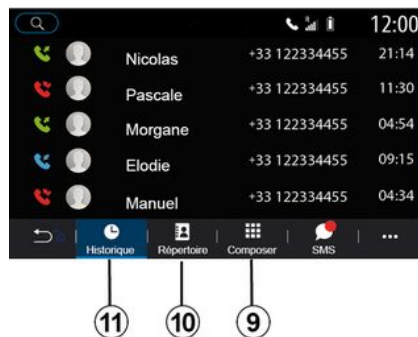 12:00
Nicolas +33 122334455 21:14
Pascale +33 122334455 11:30
Morgane +33 122334455 04:54
Elodie +33 122334455 09:15
Manuel +33 122334455 04:34
Historique Répertoire Composer SMS ...
11 10 9